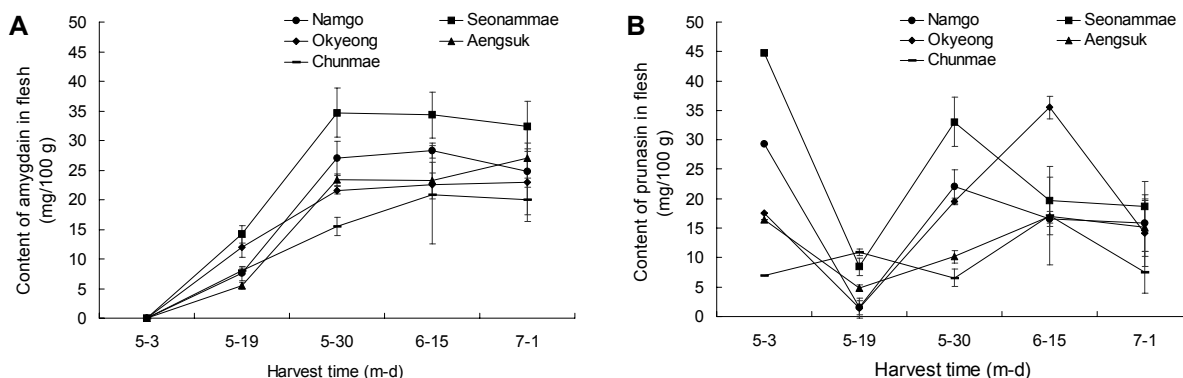 A
Content of amygdain in flesh
(mg/100 g)
50
45
40
35
30
25
20
15
10
5
0
Namgo
Seonammae
Okyeong
Aengsuk
Chunmae
5-3 5-19 5-30 6-15 7-1
Harvest time (m-d)
B
Content of prunasin in flesh
(mg/100 g)
50
45
40
35
30
25
20
15
10
5
0
Namgo
Seonammae
Okyeong
Aengsuk
Chunmae
5-3 5-19 5-30 6-15 7-1
Harvest time (m-d)